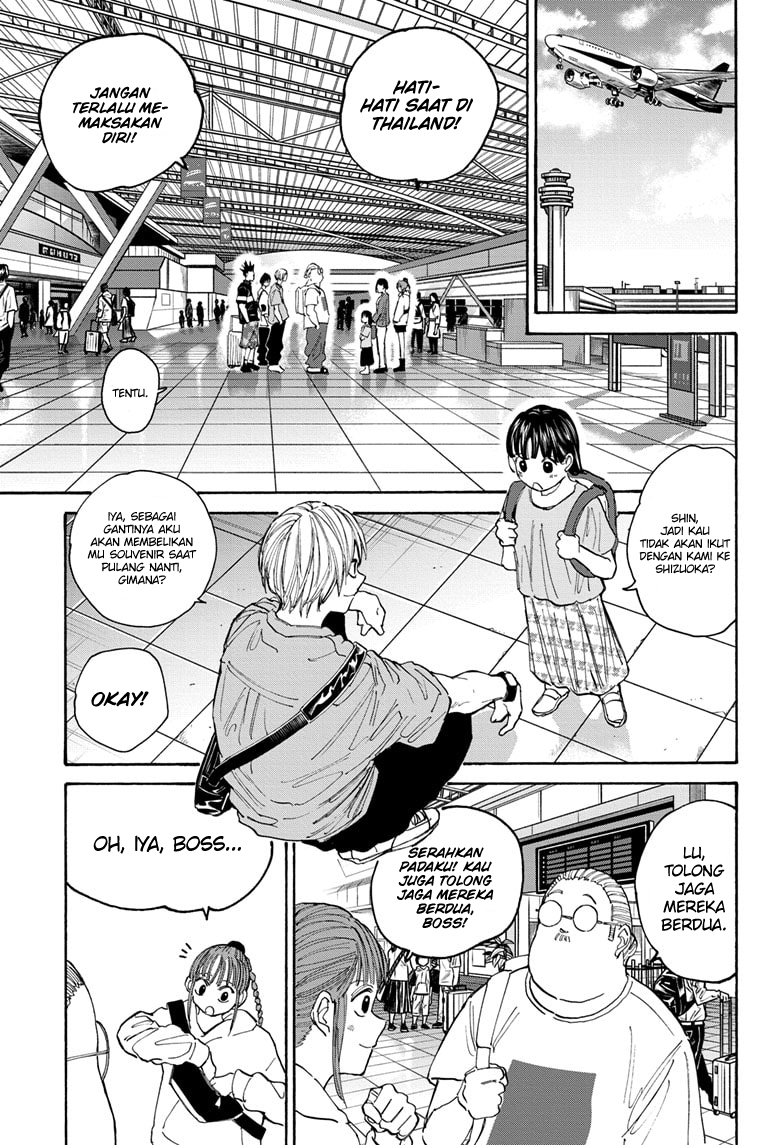 HATI-
HATI SAAT DI
THAILAND!
JANGAN
TERLALU ME-
MAKSAKAN
DIRI!
TENTU.
SHIN,
JADI KAU
TIDAK AKAN IKUT
DENGAN KAMI KE
SHIZUOKA?
IYA, SEBAGAI
GANTINYA AKU
AKAN MEMBELIKAN
MU SOUVENIR SAAT
PULANG NANTI,
GIMANA?
OKAY!
LU,
TOLONG
JAGA
MEREKA
BERDUA.
SERAHKAN
PADAKU! KAU
JUGA TOLONG
JAGA MEREKA
BERDUA,
BOSS!
OH, IYA, BOSS...